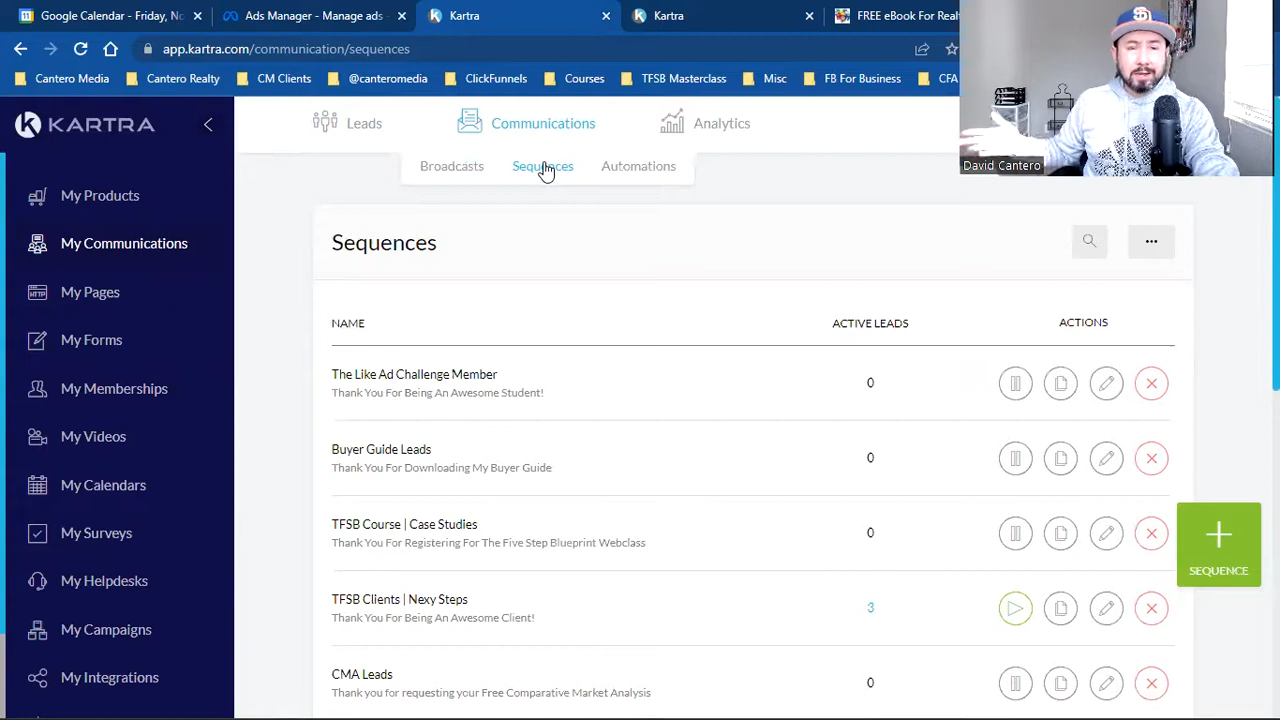 Google Calendar - Friday, No
Ads Manager - Manage ads -
Kartra
Kartra
FREE eBook For Realt
app.kartra.com/communication/sequences
Cantero Media
Cantero Realty
CM Clients
@canteromedia
ClickFunnels
Courses
TFSB Masterclass
Misc
FB For Business
CFA
KARTRA
Leads
Communications
Analytics
David Cantero
Broadcasts
Sequences
Automations
My Products
My Communications
My Pages
My Forms
My Memberships
My Videos
My Calendars
My Surveys
My Helpdesks
My Campaigns
My Integrations
Sequences
NAME
ACTIVE LEADS
ACTIONS
The Like Ad Challenge Member
Thank You For Being An Awesome Student!
0
Buyer Guide Leads
Thank You For Downloading My Buyer Guide
0
TFSB Course | Case Studies
Thank You For Registering For The Five Step Blueprint Webclass
0
TFSB Clients | Nexy Steps
Thank You For Being An Awesome Client!
3
CMA Leads
Thank you for requesting your Free Comparative Market Analysis
0
SEQUENCE